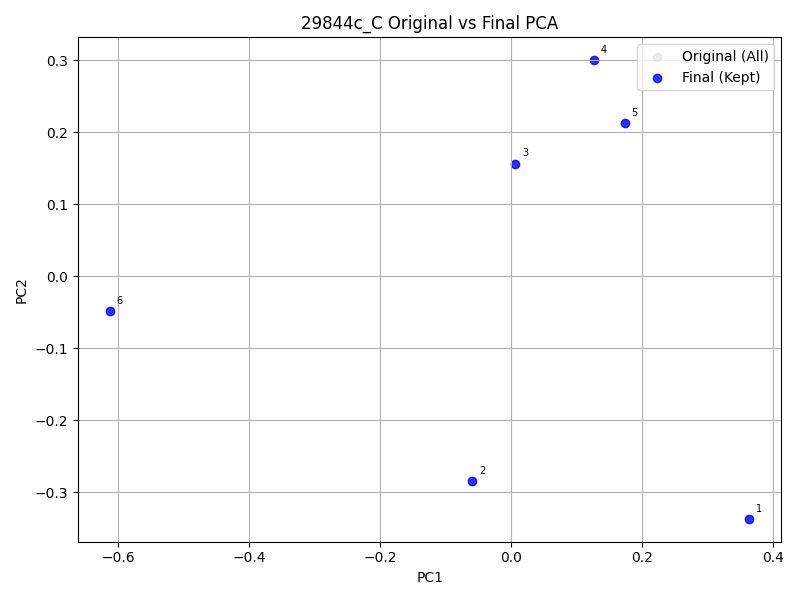 29844c_C Original vs Final PCA
Original (All)
Final (Kept)
4
5
3
6
2
1
0.3
0.2
0.1
0.0
−0.1
−0.2
−0.3
PC2
−0.6 −0.4 −0.2 0.0 0.2 0.4
PC1